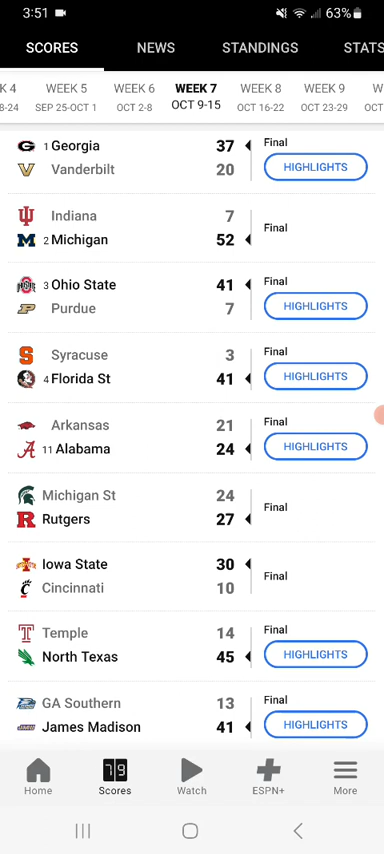 3:51 63%
SCORES NEWS STANDINGS STATS
K 4 WEEK 5 WEEK 6 WEEK 7 WEEK 8 WEEK 9 W
8-24 SEP 25-OCT 1 OCT 2-8 OCT 9-15 OCT 16-22 OCT 23-29 OCT
1 Georgia 37 Final
Vanderbilt 20 HIGHLIGHTS
Indiana 7
Final
2 Michigan 52
3 Ohio State 41 Final
Purdue 7 HIGHLIGHTS
Syracuse 3 Final
4 Florida St 41 HIGHLIGHTS
Arkansas 21 Final
11 Alabama 24 HIGHLIGHTS
Michigan St 24
Final
Rutgers 27
Iowa State 30
Final
Cincinnati 10
Temple 14 Final
North Texas 45 HIGHLIGHTS
GA Southern 13 Final
James Madison 41 HIGHLIGHTS
79
Home Scores Watch ESPN+ More